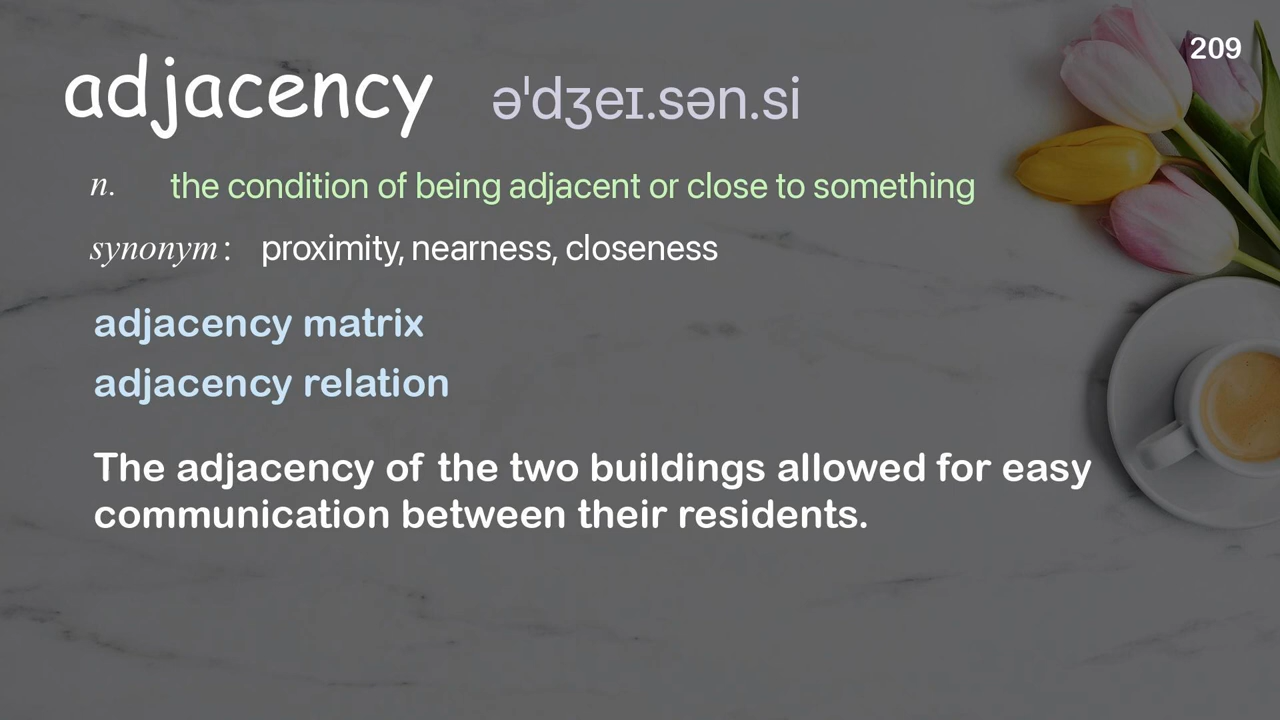 209
adjacency əˈdʒeɪ.sən.si
n. the condition of being adjacent or close to something
synonym: proximity, nearness, closeness
adjacency matrix
adjacency relation
The adjacency of the two buildings allowed for easy
communication between their residents.